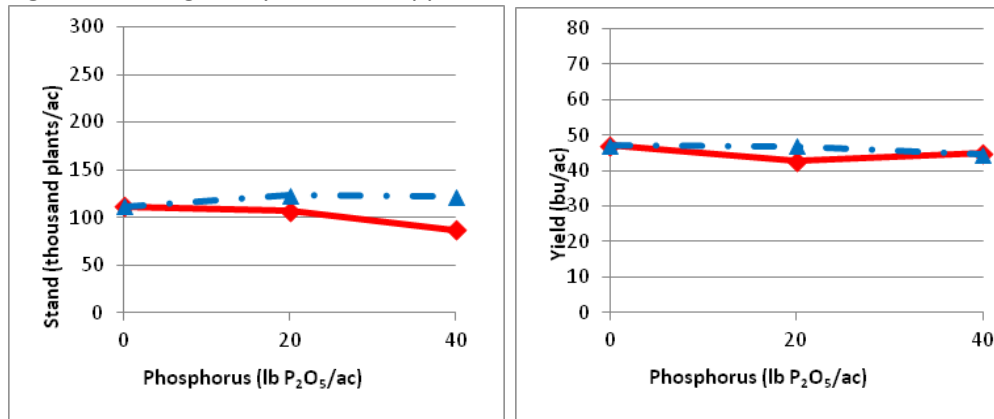 300
250
200
150
100
50
0
Stand (thousand plants/ac)
0 20 40
Phosphorus (lb P₂O₅/ac)
80
70
60
50
40
30
20
10
0
Yield (bu/ac)
0 20 40
Phosphorus (lb P₂O₅/ac)